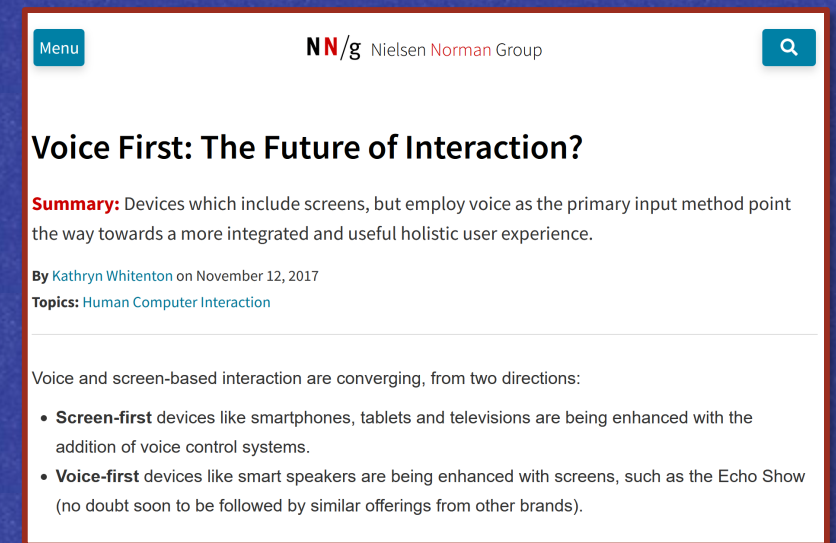 Menu
NN/g Nielsen Norman Group
Voice First: The Future of Interaction?
Summary: Devices which include screens, but employ voice as the primary input method point
the way towards a more integrated and useful holistic user experience.
By Kathryn Whitenton on November 12, 2017
Topics: Human Computer Interaction
Voice and screen-based interaction are converging, from two directions:
• Screen-first devices like smartphones, tablets and televisions are being enhanced with the
addition of voice control systems.
• Voice-first devices like smart speakers are being enhanced with screens, such as the Echo Show
(no doubt soon to be followed by similar offerings from other brands).